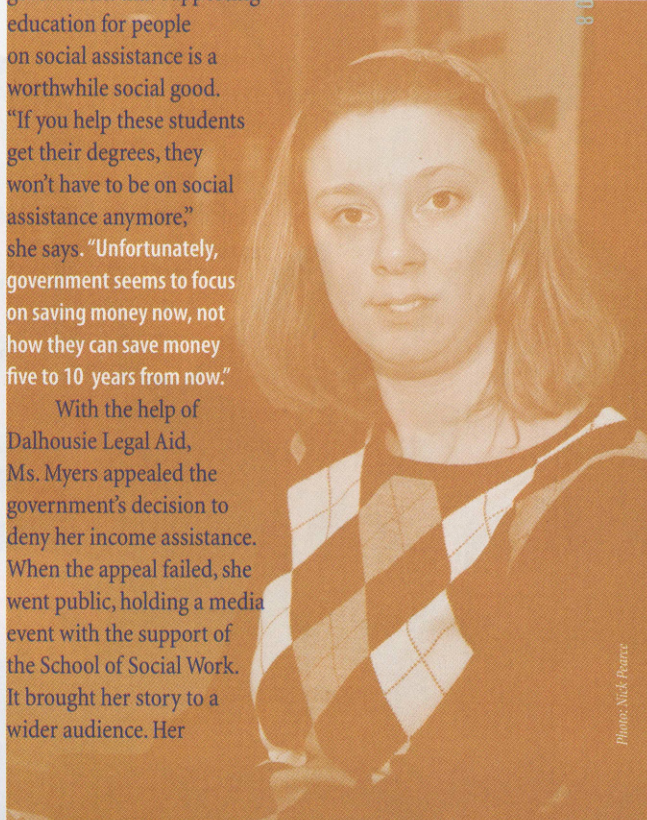 education for people
on social assistance is a
worthwhile social good.
“If you help these students
get their degrees, they
won’t have to be on social
assistance anymore,”
she says. “Unfortunately,
government seems to focus
on saving money now, not
how they can save money
five to 10 years from now.”
With the help of
Dalhousie Legal Aid,
Ms. Myers appealed the
government’s decision to
deny her income assistance.
When the appeal failed, she
went public, holding a media
event with the support of
the School of Social Work.
It brought her story to a
wider audience. Her
Photo: Nick Pearce